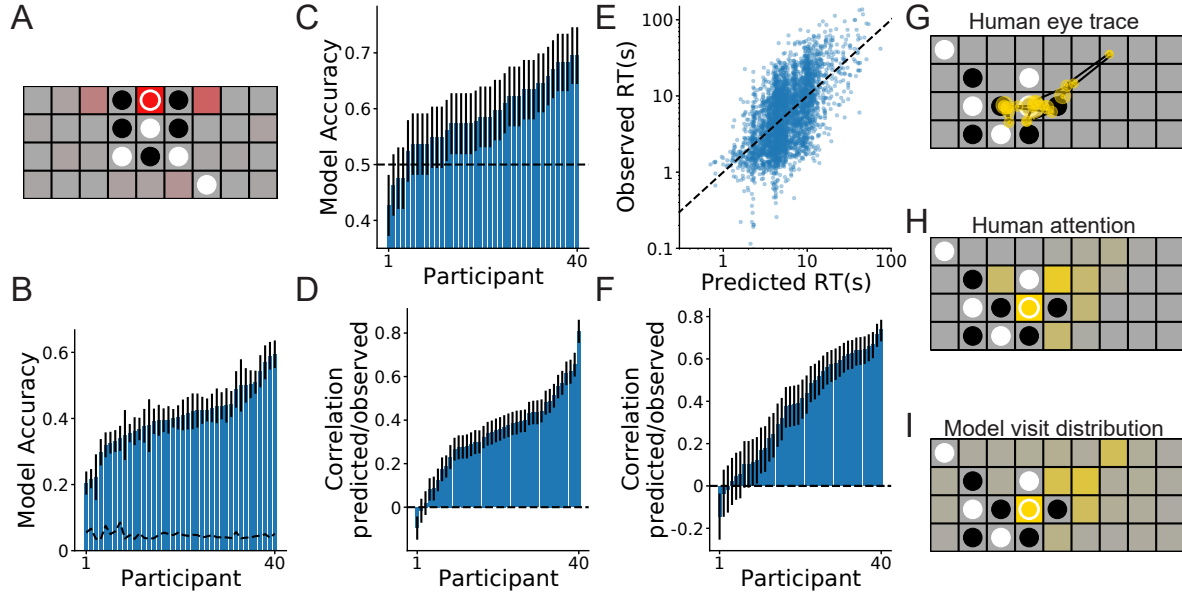 A
B
Model Accuracy
0.6
0.4
0.2
0
1
40
Participant
C
Model Accuracy
0.7
0.6
0.5
0.4
1
40
Participant
D
Correlation
predicted/observed
0.8
0.6
0.4
0.2
0
1
40
Participant
E
Observed RT(s)
100
10
1
0.1
1
10
100
Predicted RT(s)
F
Correlation
predicted/observed
0.8
0.6
0.4
0.2
0
-0.2
1
40
Participant
G
Human eye trace
H
Human attention
I
Model visit distribution